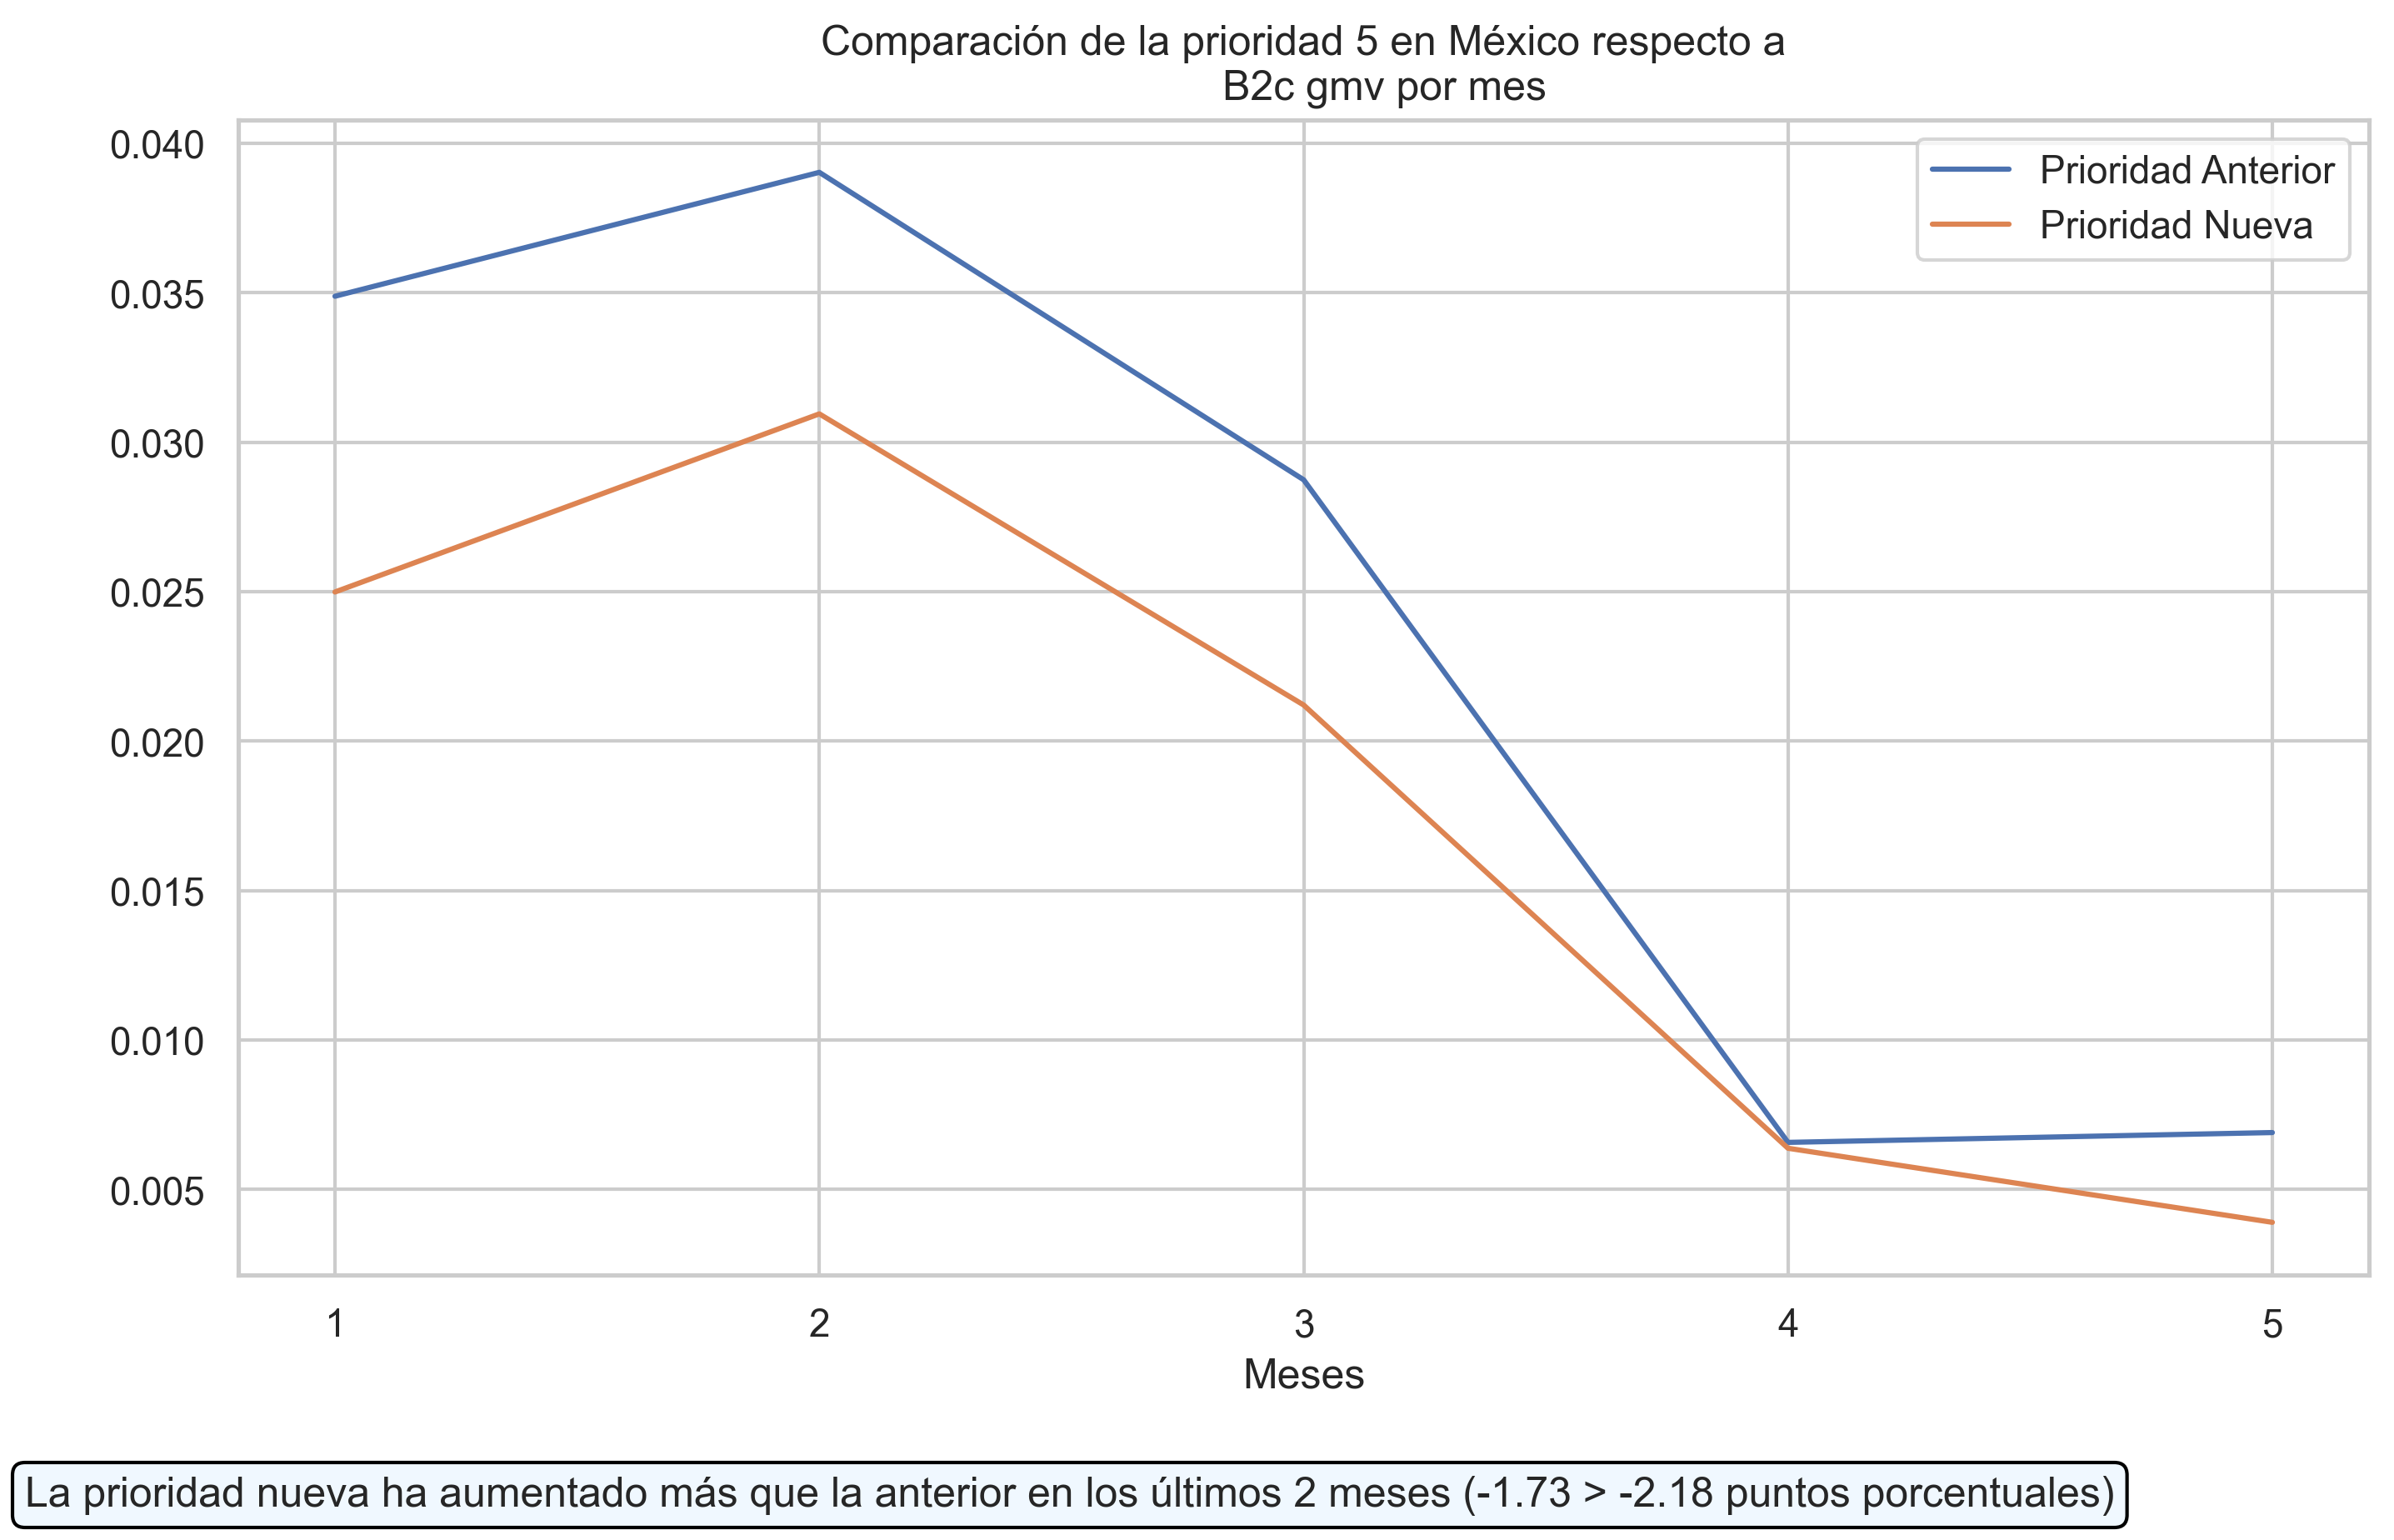 Comparación de la prioridad 5 en México respecto a
B2c gmv por mes
0.040
0.035
0.030
0.025
0.020
0.015
0.010
0.005
Prioridad Anterior
Prioridad Nueva
1 2 3 4 5
Meses
La prioridad nueva ha aumentado más que la anterior en los últimos 2 meses (-1.73 > -2.18 puntos porcentuales)